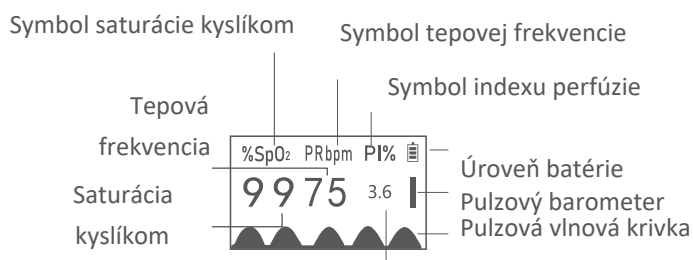 Symbol saturácie kyslíkom
Symbol tepovej frekvencie
Symbol indexu perfúzie
Tepová
frekvencia
%SpO₂ PRbpm PI%
Úroveň batérie
99 75 3.6
Saturácia
kyslíkom
Pulzový barometer
Pulzová vlnová krivka